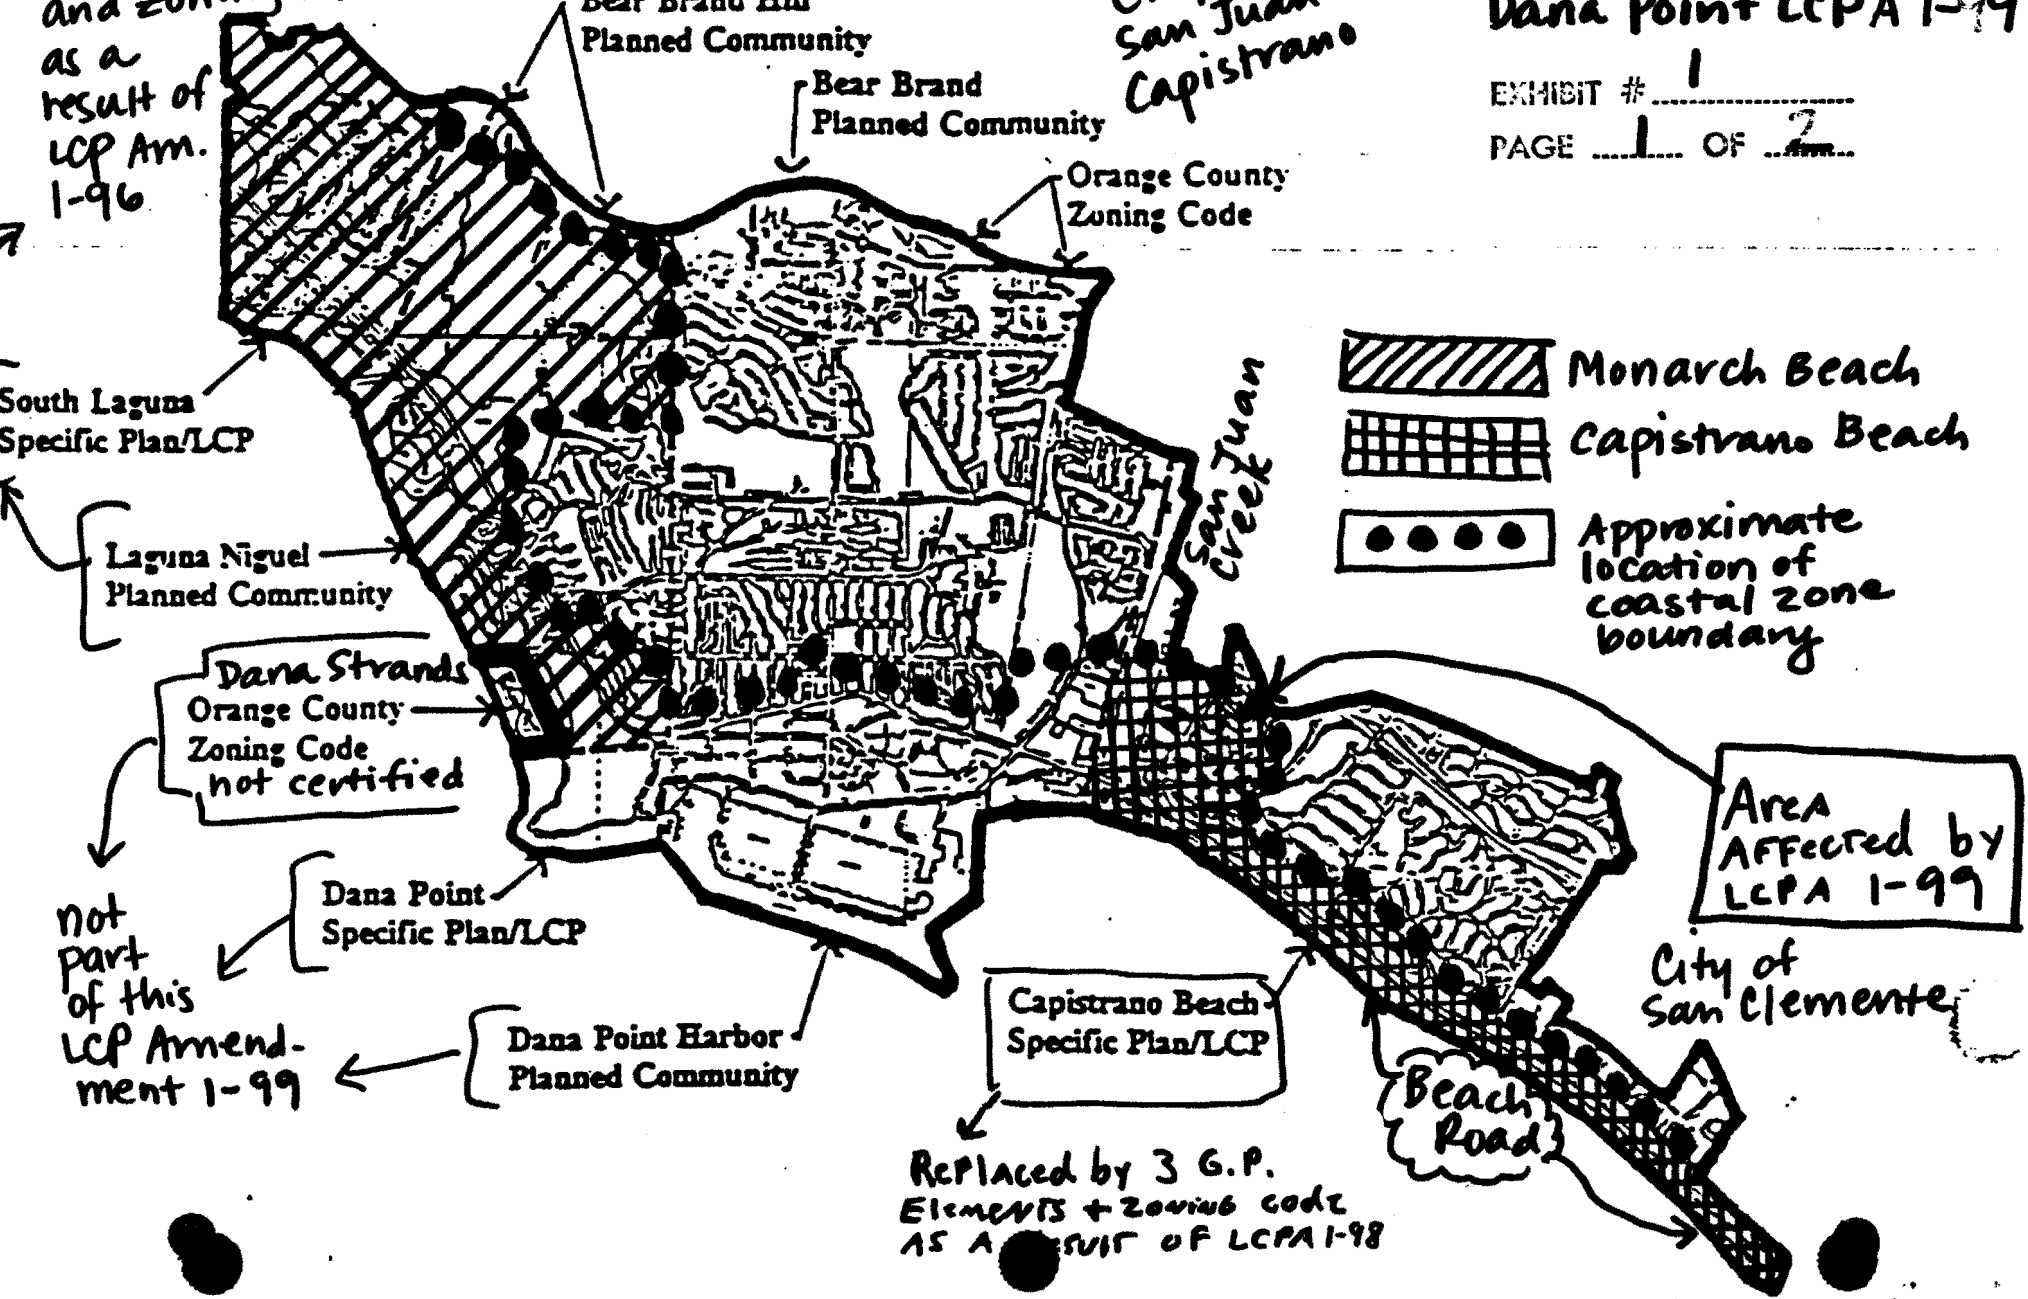 and zoning
as a
result of
LCP Am.
1-96
Bear Brand Hill
Planned Community
Bear Brand
Planned Community
San Juan
Capistrano
Dana Point LCPA 1-99
EXHIBIT # 1
PAGE 1 OF 2
Orange County
Zoning Code
Monarch Beach
Capistrano Beach
Approximate
location of
coastal zone
boundary
San Juan
Creek
South Laguna
Specific Plan/LCP
Laguna Niguel
Planned Community
Dana Strands
Orange County
Zoning Code
not certified
Area
Affected by
LCPA 1-99
Dana Point
Specific Plan/LCP
not
part
of this
LCP Amend-
ment 1-99
Dana Point Harbor
Planned Community
Capistrano Beach
Specific Plan/LCP
City of
San Clemente
Beach
Road
Replaced by 3 G.P.
Elements + Zoning code
AS A Result OF LCPA 1-98